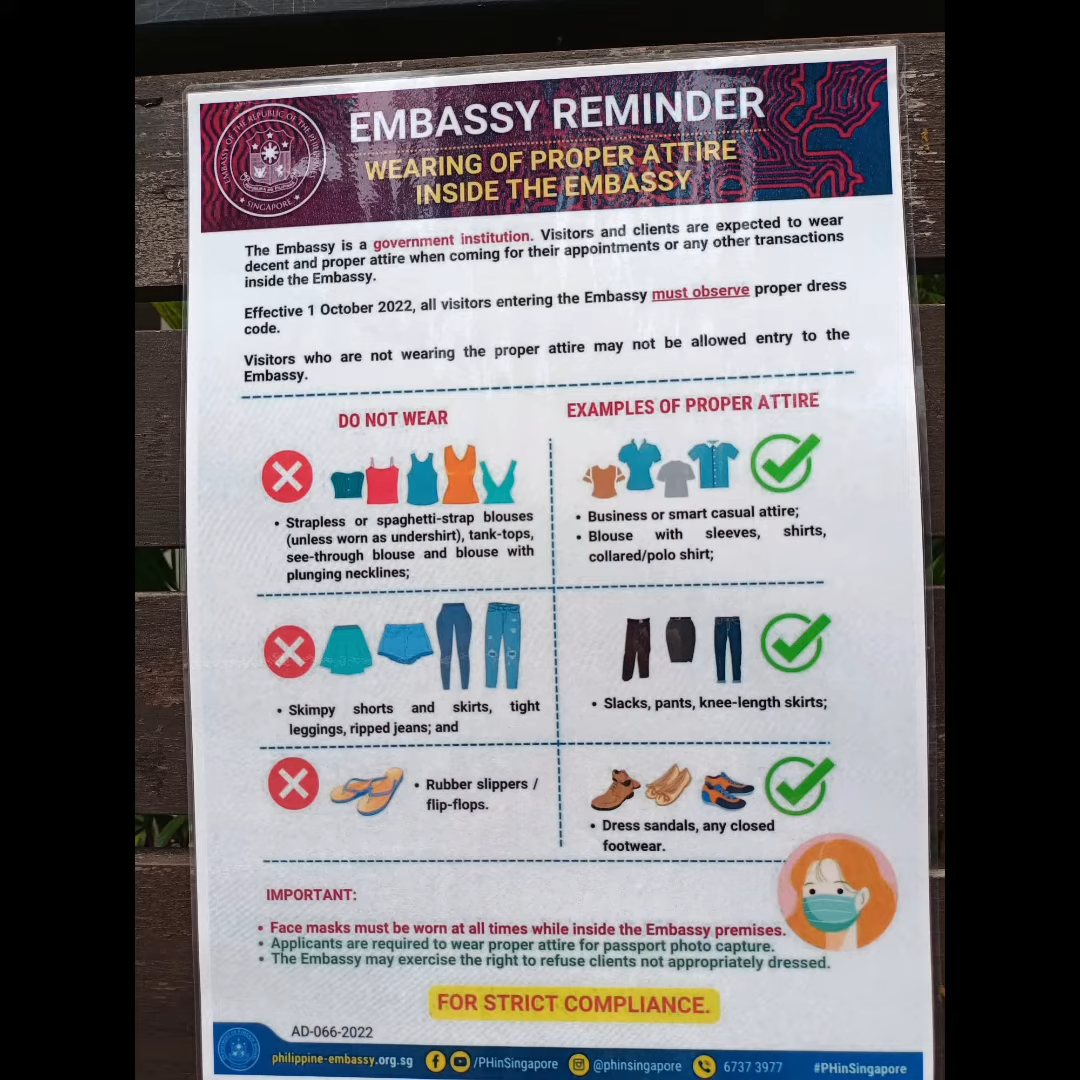 EMBASSY REMINDER
WEARING OF PROPER ATTIRE
INSIDE THE EMBASSY
EMBASSY OF THE REPUBLIC OF THE PHILIPPINES
SINGAPORE
The Embassy is a government institution. Visitors and clients are expected to wear
decent and proper attire when coming for their appointments or any other transactions
inside the Embassy.
Effective 1 October 2022, all visitors entering the Embassy must observe proper dress
code.
Visitors who are not wearing the proper attire may not be allowed entry to the
Embassy.
DO NOT WEAR
• Strapless or spaghetti-strap blouses
(unless worn as undershirt), tank-tops,
see-through blouse and blouse with
plunging necklines;
EXAMPLES OF PROPER ATTIRE
• Business or smart casual attire;
• Blouse with sleeves, shirts,
collared/polo shirt;
• Skimpy shorts and skirts, tight
leggings, ripped jeans; and
• Slacks, pants, knee-length skirts;
• Rubber slippers /
flip-flops.
• Dress sandals, any closed
footwear.
IMPORTANT:
• Face masks must be worn at all times while inside the Embassy premises.
• Applicants are required to wear proper attire for passport photo capture.
• The Embassy may exercise the right to refuse clients not appropriately dressed.
FOR STRICT COMPLIANCE.
AD-066-2022
philippine-embassy.org.sg /PHinSingapore @phinsingapore 6737 3977 #PHinSingapore